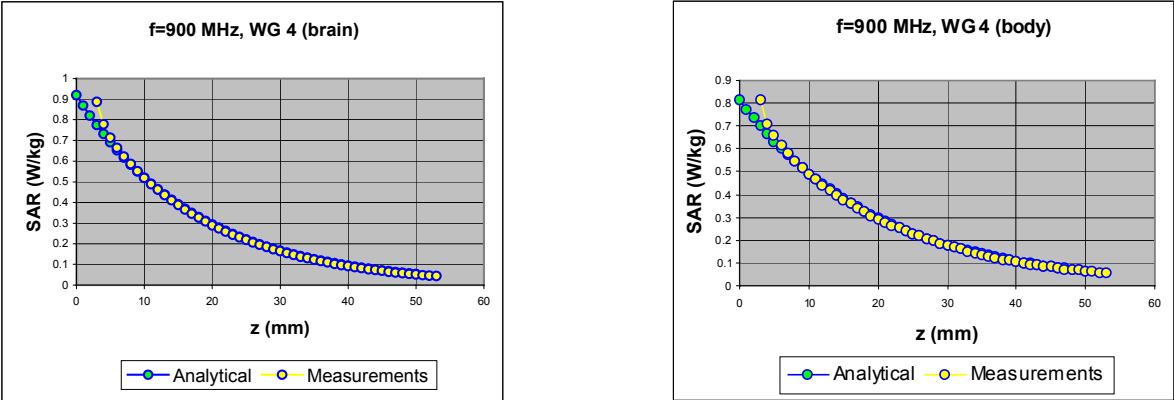 f=900 MHz, WG 4 (brain)
SAR (W/kg)
1
0.9
0.8
0.7
0.6
0.5
0.4
0.3
0.2
0.1
0
0 10 20 30 40 50 60
z (mm)
Analytical Measurements
f=900 MHz, WG 4 (body)
SAR (W/kg)
0.9
0.8
0.7
0.6
0.5
0.4
0.3
0.2
0.1
0
0 10 20 30 40 50 60
z (mm)
Analytical Measurements